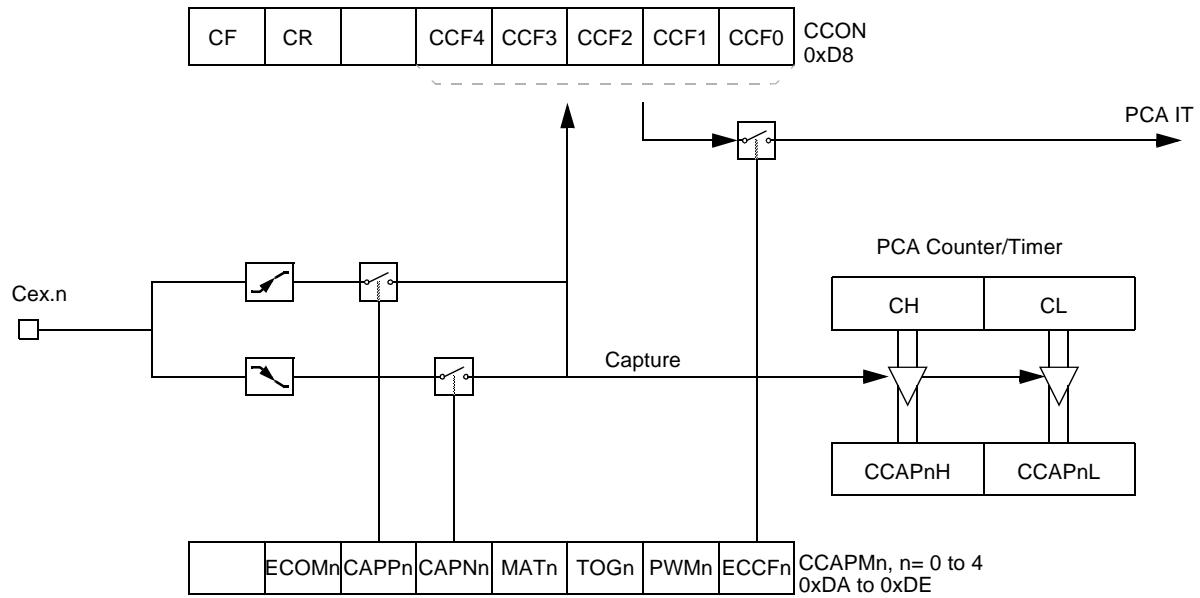 CF CR CCF4 CCF3 CCF2 CCF1 CCF0 CCON
0xD8
PCA IT
PCA Counter/Timer
Cex.n
CH CL
Capture
CCAPnH CCAPnL
ECOMn CAPPn CAPNn MATn TOGn PWMn ECCFn CCAPMn, n= 0 to 4
0xDA to 0xDE